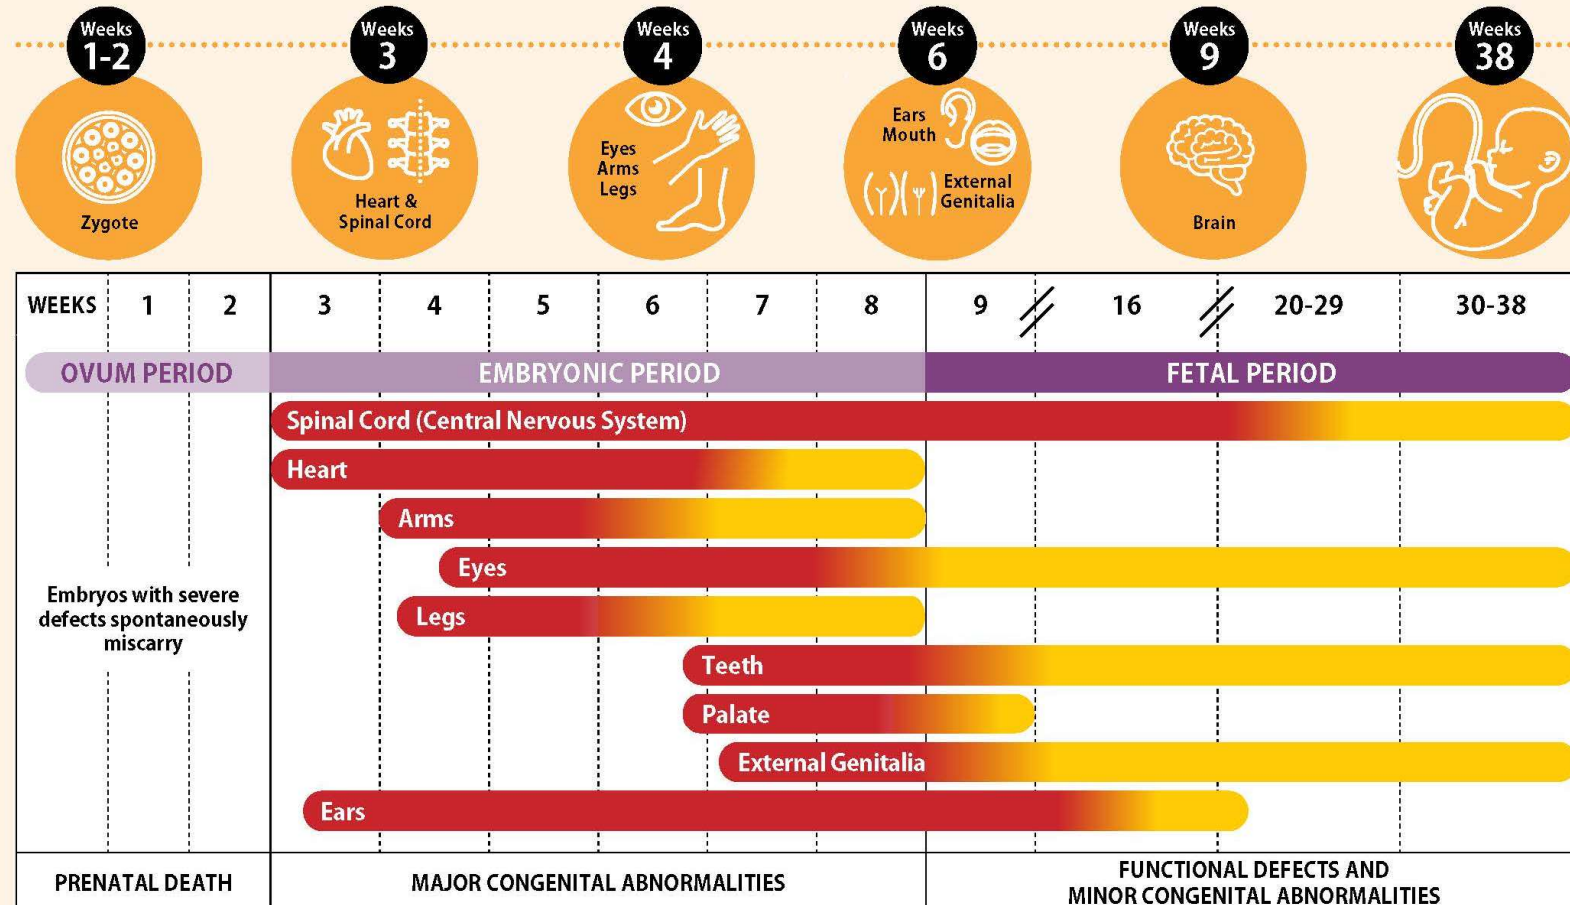 Weeks
1-2
Weeks
3
Weeks
4
Weeks
6
Weeks
9
Weeks
38
Zygote
Heart &
Spinal Cord
Eyes
Arms
Legs
Ears
Mouth
External
Genitalia
Brain
WEEKS 1 2 3 4 5 6 7 8 9 16 20-29 30-38
OVUM PERIOD EMBRYONIC PERIOD FETAL PERIOD
Spinal Cord (Central Nervous System)
Heart
Arms
Eyes
Legs
Teeth
Palate
External Genitalia
Ears
Embryos with severe
defects spontaneously
miscarry
PRENATAL DEATH
MAJOR CONGENITAL ABNORMALITIES
FUNCTIONAL DEFECTS AND
MINOR CONGENITAL ABNORMALITIES